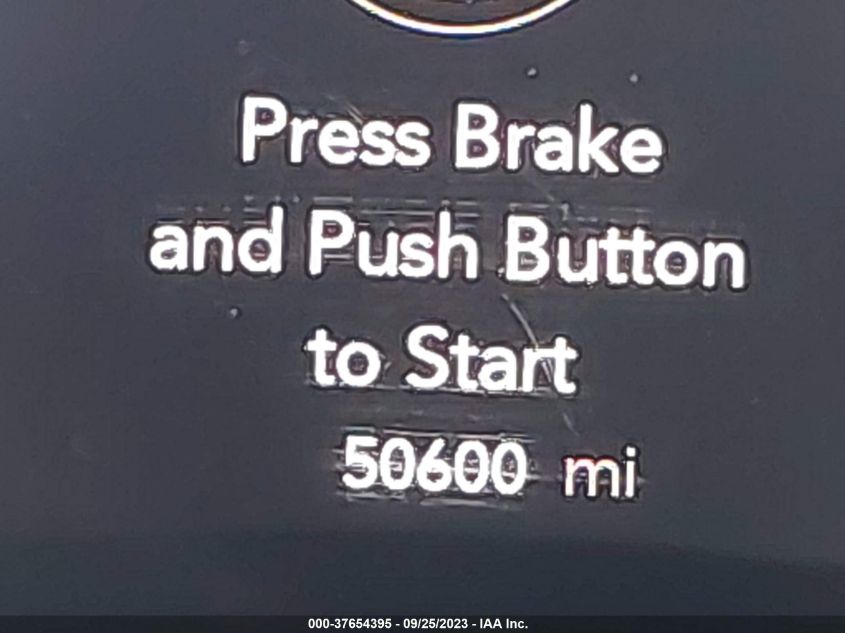 Press Brake
and Push Button
to Start
50600 mi
000-37654395 - 09/25/2023 - IAA Inc.